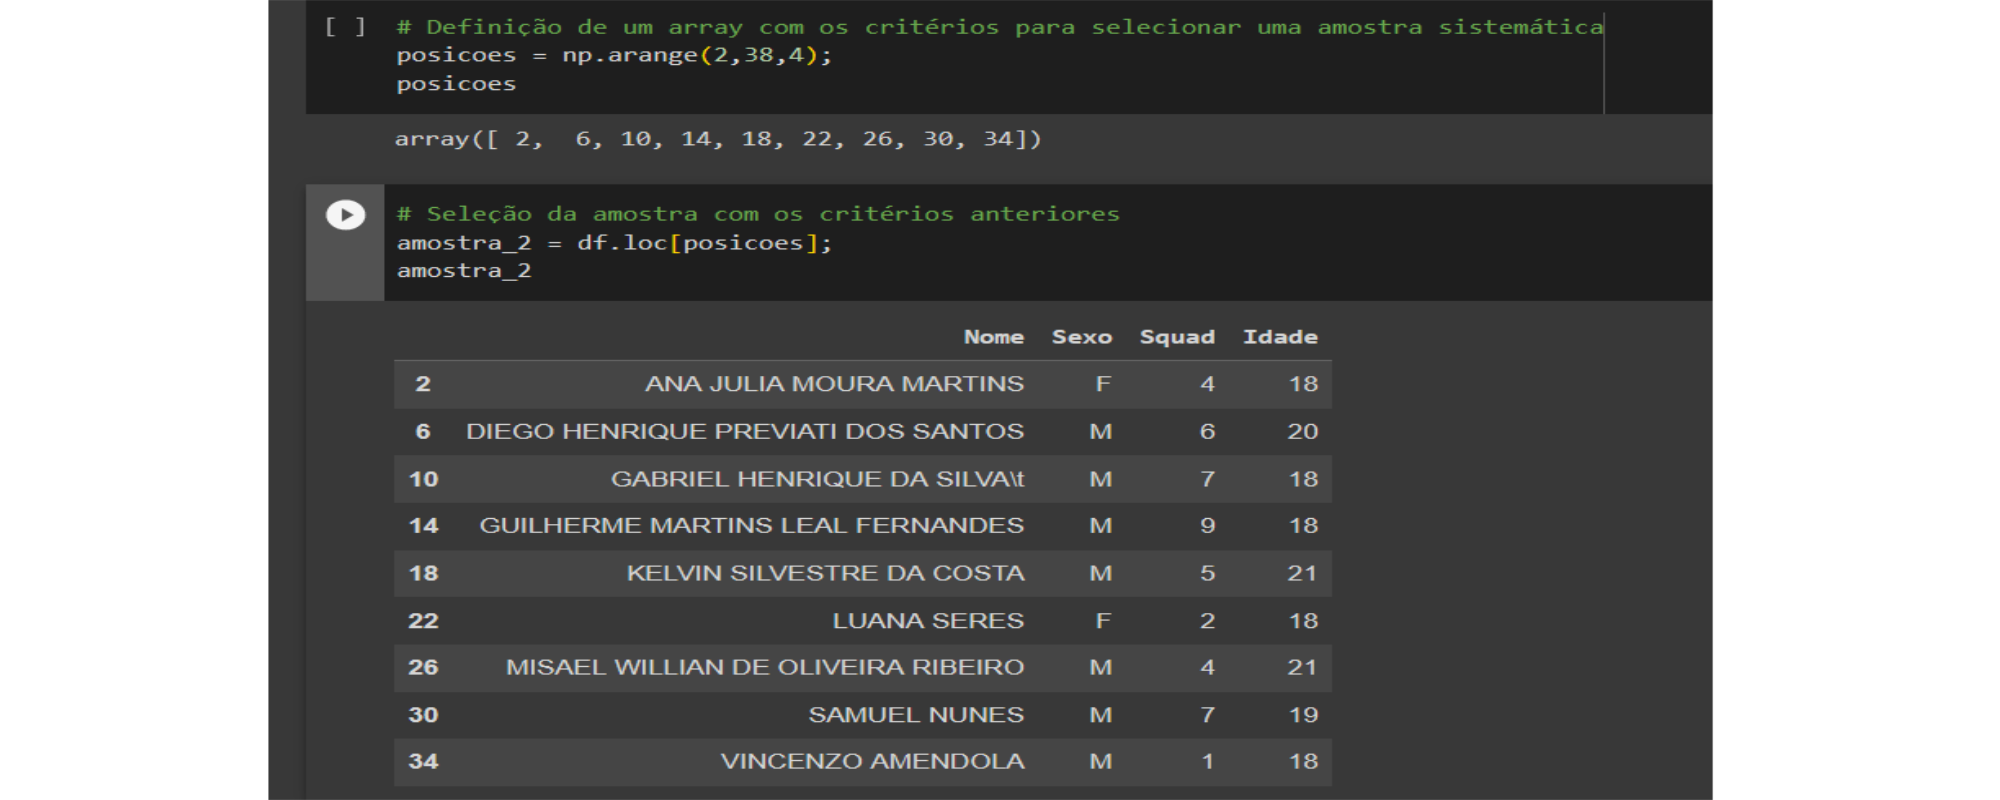 [ ] # Definição de um array com os critérios para selecionar uma amostra sistemática
posicoes = np.arange(2,38,4);
posicoes
array([ 2,  6, 10, 14, 18, 22, 26, 30, 34])
# Seleção da amostra com os critérios anteriores
amostra_2 = df.loc[posicoes];
amostra_2
Nome Sexo Squad Idade
2 ANA JULIA MOURA MARTINS F 4 18
6 DIEGO HENRIQUE PREVIATI DOS SANTOS M 6 20
10 GABRIEL HENRIQUE DA SILVA\t M 7 18
14 GUILHERME MARTINS LEAL FERNANDES M 9 18
18 KELVIN SILVESTRE DA COSTA M 5 21
22 LUANA SERES F 2 18
26 MISAEL WILLIAN DE OLIVEIRA RIBEIRO M 4 21
30 SAMUEL NUNES M 7 19
34 VINCENZO AMENDOLA M 1 18